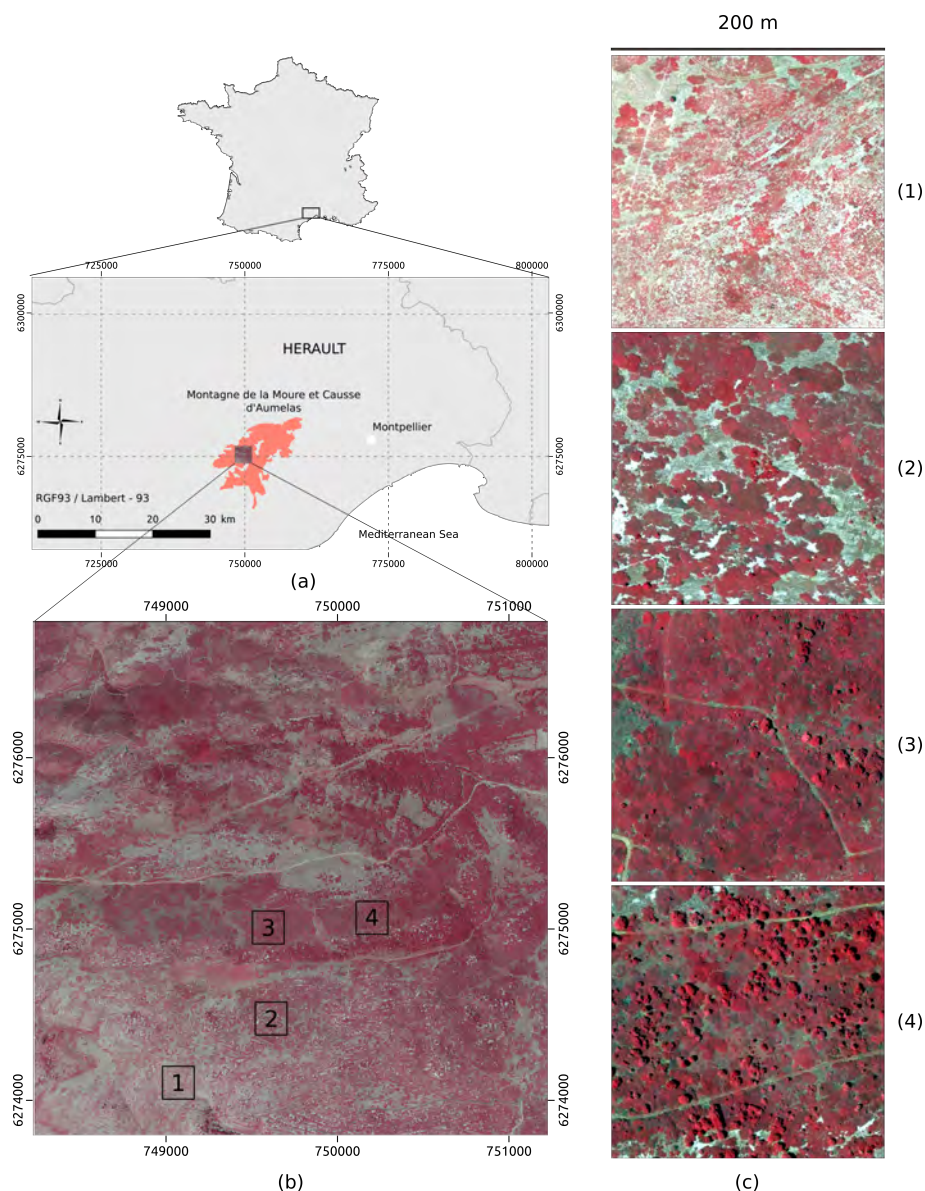 200 m
725000 750000 775000 800000
6300000 6300000
HERAULT
Montagne de la Moure et Causse
d'Aumelas
Montpellier
6275000 6275000
RGF93 / Lambert - 93
0 10 20 30 km
Mediterranean Sea
725000 750000 775000 800000
(a)
749000 750000 751000
6276000 6276000
3 4
6275000 6275000
2
1
6274000 6274000
749000 750000 751000
(b)
(1)
(2)
(3)
(4)
(c)